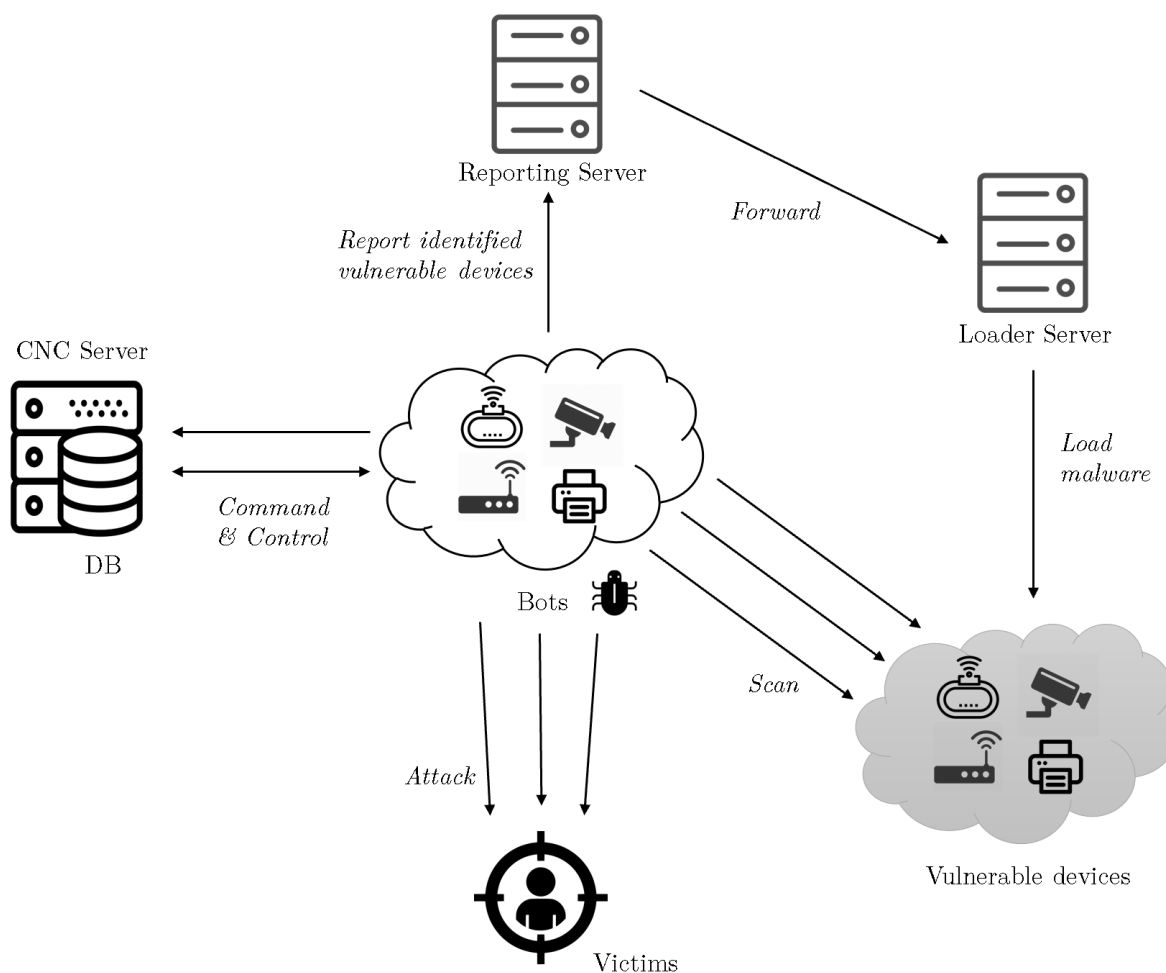 Reporting Server
Forward
Report identified
vulnerable devices
Loader Server
CNC Server
Load
malware
Command
& Control
DB
Bots
Scan
Attack
Vulnerable devices
Victims